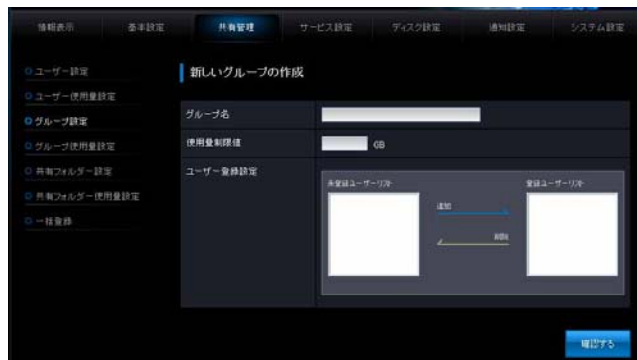 情報表示
基本設定
共有管理
サービス設定
ディスク設定
通知設定
システム設定
ユーザー設定
ユーザー使用量設定
グループ設定
グループ使用量設定
共有フォルダー設定
共有フォルダー使用量設定
一括登録
新しいグループの作成
グループ名
使用量制限値
GB
ユーザー登録設定
未登録ユーザーリスト
登録ユーザーリスト
追加
削除
確認する